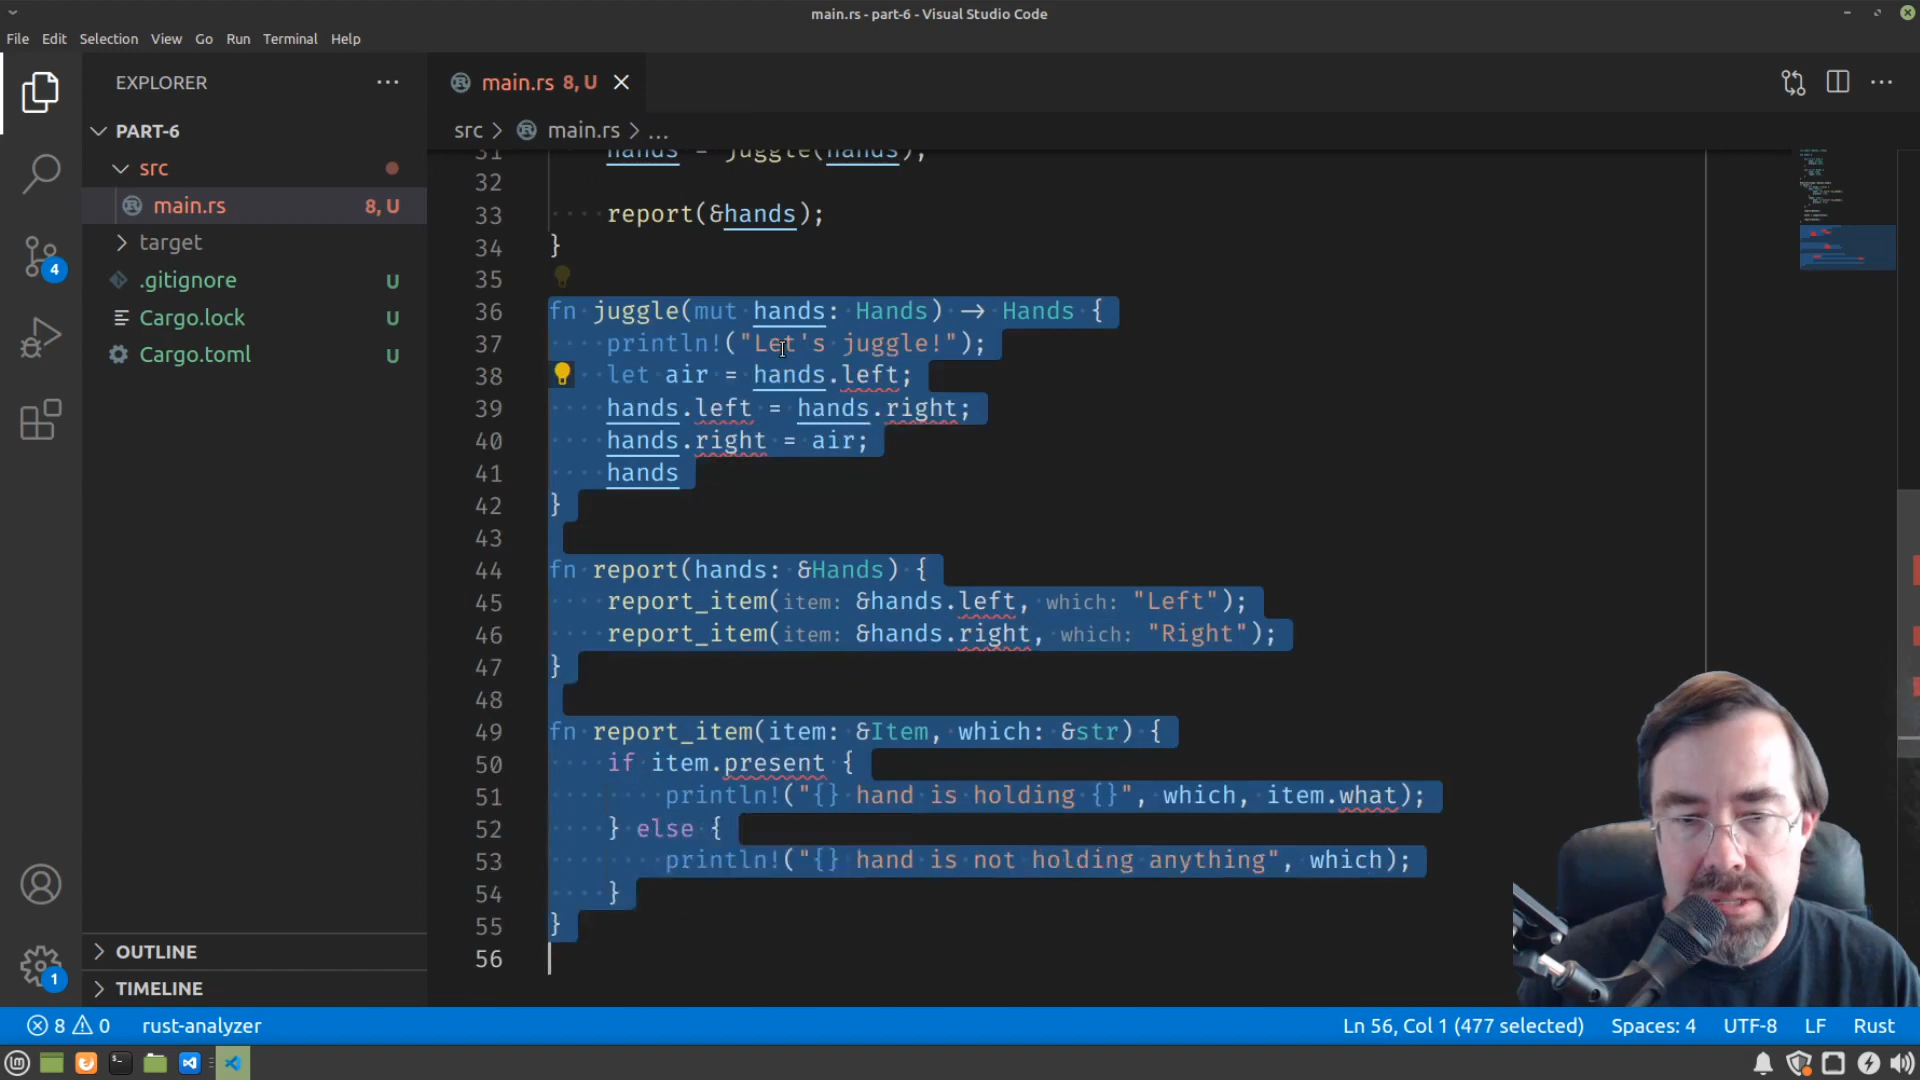 main.rs - part-6 - Visual Studio Code
File Edit Selection View Go Run Terminal Help
EXPLORER
main.rs 8, U
PART-6
src > main.rs > ...
src
main.rs 8, U
target
.gitignore U
Cargo.lock U
Cargo.toml U
4
31 hands = juggle(hands);
32
33 report(&hands);
34 }
35
36 fn juggle(mut hands: Hands) -> Hands {
37 println!("Let's juggle!");
38 let air = hands.left;
39 hands.left = hands.right;
40 hands.right = air;
41 hands
42 }
43
44 fn report(hands: &Hands) {
45 report_item(item: &hands.left, which: "Left");
46 report_item(item: &hands.right, which: "Right");
47 }
48
49 fn report_item(item: &Item, which: &str) {
50 if item.present {
51 println!("{} hand is holding {}", which, item.what);
52 } else {
53 println!("{} hand is not holding anything", which);
54 }
55 }
56
OUTLINE
1
TIMELINE
8 0 rust-analyzer Ln 56, Col 1 (477 selected) Spaces: 4 UTF-8 LF Rust